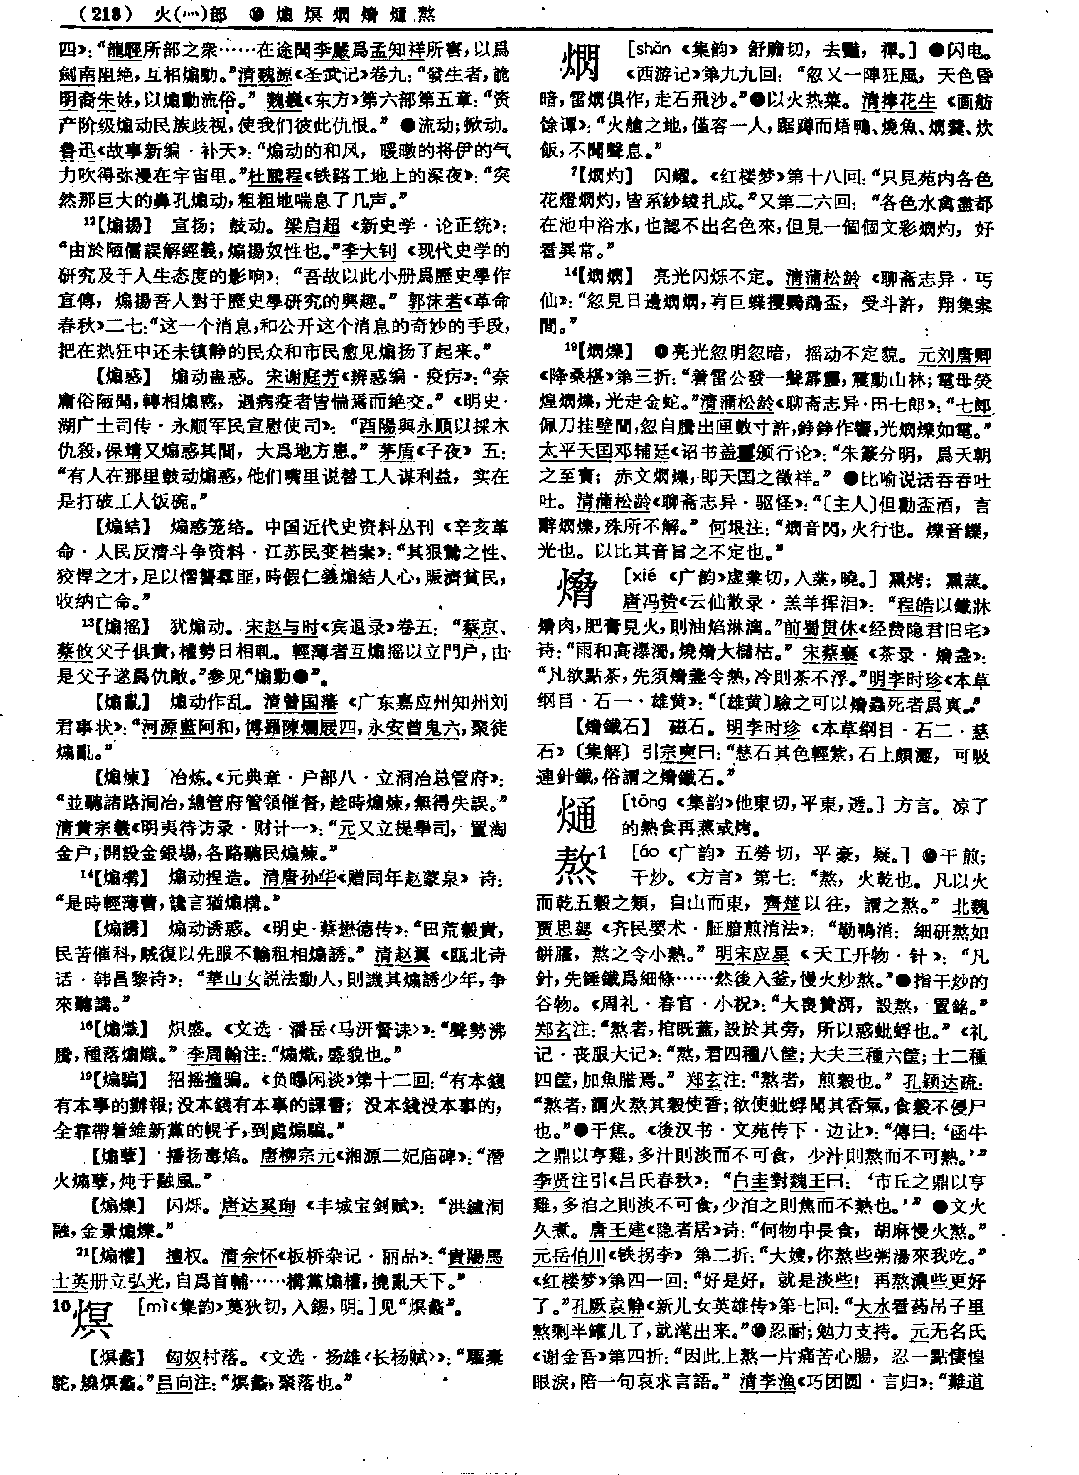 (218) 火(灬)部 ❿ 煽 熐 焖 熁 熥 熬
四》：“龍脛所部之衆……在途聞李嚴爲孟知祥所害，以爲
劍南阻絶，互相煽動。”清魏源《圣武记》卷九：“發生者，詭
明裔朱姓，以煽動流俗。” 魏巍《东方》第六部第五章：“资
产阶级煽动民族歧视，使我们彼此仇恨。” ●流动；掀动。
鲁迅《故事新编·补天》：“煽动的和风，暖暾的将伊的气
力吹得弥漫在宇宙里。”杜鹏程《铁路工地上的深夜》：“突
然那巨大的鼻孔煽动，粗粗地喘息了几声。”
12【煽揚】 宣扬；鼓动。梁启超《新史学·论正统》：
“由於陋儒誤解經義，煽揚奴性也。”李大钊《现代史学的
研究及于人生态度的影响》：“吾故以此小册爲歷史學作
宣傳，煽揚吾人對于歷史學研究的興趣。” 郭沫若《革命
春秋》二七：“这一个消息，和公开这个消息的奇妙的手段，
把在热狂中还未镇静的民众和市民愈见煽扬了起来。”
【煽惑】 煽动蛊惑。宋谢庭芳《辨惑编·疫疠》：“奈
庸俗陋聞，轉相煽惑，遇病疫者皆惴焉而絶交。”《明史·
湖广土司传·永顺军民宣慰使司》：“酉陽與永順以採木
仇殺，保靖又煽惑其間，大爲地方患。” 茅盾《子夜》五：
“有人在那里鼓动煽惑，他们嘴里说替工人谋利益，实在
是打破工人饭碗。”
【煽結】 煽惑笼络。中国近代史资料丛刊《辛亥革
命·人民反清斗争资料·江苏民变档案》：“其狠鷙之性、
狡悍之才，足以慴讋羣匪，時假仁義煽結人心，賑濟貧民，
收纳亡命。”
13【煽摇】 犹煽动。宋赵与时《宾退录》卷五：“蔡京、
蔡攸父子俱貴，權勢日相軋。輕薄者互煽摇以立門户，由
是父子遂爲仇敵。”参见“煽動●”。
【煽亂】 煽动作乱。清曾国藩《广东嘉应州知州刘
君事状》：“河源藍阿和，博羅陳爛屐四，永安曾鬼六，聚徒
煽亂。”
【煽煉】 冶炼。《元典章·户部八·立洞冶总管府》：
“並聽諸路洞冶，總管府管領催督，趁時煽煉，無得失誤。”
清黄宗羲《明夷待访录·财计一》：“元又立提舉司，置淘
金户，開設金銀場，各路聽民煽煉。”
14【煽構】 煽动捏造。清唐孙华《赠同年赵蒙泉》诗：
“是時輕薄曹，讒言猶煽構。”
【煽誘】 煽动诱惑。《明史·蔡懋德传》：“田荒穀貴，
民苦催科，贼復以先服不輸租相煽誘。” 清赵翼《瓯北诗
话·韩昌黎诗》：“華山女説法動人，則譏其煽誘少年，争
來聽講。”
16【煽熾】 炽盛。《文选·潘岳〈马汧督诔〉》：“聲勢沸
騰，種落煽熾。”李周翰注：“煽熾，盛貌也。”
19【煽騙】 招摇撞骗。《负曝闲谈》第十二回：“有本錢
有本事的辦報；没本錢有本事的譯書；没本錢没本事的，
全靠帶着維新黨的幌子，到處煽騙。”
【煽孽】 播扬毒焰。唐柳宗元《湘源二妃庙碑》：“潛
火煽孽，炖于融風。”
【煽爍】 闪烁。唐达奚珣《丰城宝剑赋》：“洪鑪洞
融，金景煽爍。”
21【煽權】 擅权。清余怀《板桥杂记·丽品》：“貴陽馬
士英册立弘光，自爲首輔……構黨煽權，撓亂天下。”
10熐 [mì《集韵》莫狄切，入錫，明。]见“熐蠡”。
【熐蠡】 匈奴村落。《文选·扬雄〈长杨赋〉》：“驅橐
駝，燒熐蠡。”吕向注：“熐蠡，聚落也。”
焖 [shǎn《集韵》舒贍切，去豔，禪。]●闪电。
《西游记》第九九回：“忽又一陣狂風，天色昏
暗，雷焖俱作，走石飛沙。”●以火热菜。清捧花生《画舫
馀谭》：“火艙之地，僅容一人，踞蹲而焐鴨、燒魚、焖羹、炊
飯，不聞聲息。”
7【焖灼】 闪耀。《红楼梦》第十八回：“只見苑内各色
花燈焖灼，皆系紗綾扎成。”又第二六回：“各色水禽盡都
在池中浴水，也認不出名色來，但見一個個文彩焖灼，好
看異常。”
14【焖焖】 亮光闪烁不定。清蒲松龄《聊斋志异·丐
仙》：“忽見日邊焖焖，有巨蝶攫鸚鵡盃，受斗許，翔集案
間。”
19【焖爍】 ●亮光忽明忽暗，摇动不定貌。元刘唐卿
《降桑椹》第三折：“着雷公發一聲霹靂，震動山林；電母熒
煌焖爍，光走金蛇。”清蒲松龄《聊斋志异·田七郎》：“七郎
佩刀挂壁間，忽自騰出匣數寸許，錚錚作響，光焖爍如電。”
太平天国邓辅廷《诏书盖玺颁行论》：“朱篆分明，爲天朝
之至寶；赤文焖爍，即天国之徵祥。” ●比喻说话吞吞吐
吐。清蒲松龄《聊斋志异·驱怪》：“〔主人〕但勸盃酒，言
辭焖爍，殊所不解。” 何垠注：“焖音閃，火行也。爍音鑠，
光也。以比其音旨之不定也。”
熁 [xié《广韵》虚業切，入業，曉。]熏烤；熏蒸。
唐冯贽《云仙散录·羔羊挥泪》：“程皓以鐵牀
熁肉，肥膏見火，則油焰淋漓。”前蜀贯休《经费隐君旧宅》
诗：“雨和高瀑濁，燒熁大櫧枯。” 宋蔡襄《茶录·熁盏》：
“凡欲點茶，先須熁盞令熱，冷則茶不浮。”明李时珍《本草
纲目·石一·雄黄》：“〔雄黄〕驗之可以熁蟲死者爲真。”
【熁鐵石】 磁石。明李时珍《本草纲目·石二·慈
石》〔集解〕引宗奭曰：“慈石其色輕紫，石上頗澀，可吸
連針鐵，俗謂之熁鐵石。”
熥 [tōng《集韵》他東切，平東，透。]方言。凉了
的熟食再蒸或烤。
熬1 [áo《广韵》五勞切，平豪，疑。]❶干煎；
干炒。《方言》第七：“熬，火乾也。凡以火
而乾五穀之類，自山而東，齊楚以往，謂之熬。” 北魏
贾思勰《齐民要术·脏腤煎消法》：“勒鴨消：細研熬如
餅臛，熬之令小熟。” 明宋应星《天工开物·针》：“凡
針，先錘鐵爲細條……然後入釜，慢火炒熬。”●指干炒的
谷物。《周礼·春官·小祝》：“大喪贊渳，設熬，置銘。”
郑玄注：“熬者，棺既蓋，設於其旁，所以惑蚍蜉也。”《礼
记·丧服大记》：“熬，君四種八筐；大夫三種六筐；士二種
四筐，加魚腊焉。” 郑玄注：“熬者，煎穀也。” 孔颖达疏：
“熬者，謂火熬其穀使香；欲使蚍蜉聞其香氣，食穀不侵尸
也。”●干焦。《後汉书·文苑传下·边让》：“傳曰：‘函牛
之鼎以亨雞，多汁則淡而不可食，少汁則熬而不可熟。’”
李贤注引《吕氏春秋》：“白圭對魏王曰：‘市丘之鼎以亨
雞，多洎之則淡不可食，少洎之則焦而不熟也。’” ●文火
久煮。唐王建《隐者居》诗：“何物中長食，胡麻慢火熬。”
元岳伯川《铁拐李》第二折：“大嫂，你熬些粥湯來我吃。”
《红楼梦》第四一回：“好是好，就是淡些！再熬濃些更好
了。”孔厥袁静《新儿女英雄传》第七回：“大水看药吊子里
熬剩半罐儿了，就滗出来。”●忍耐；勉力支持。元无名氏
《谢金吾》第四折：“因此上熬一片痛苦心腸，忍一點悽惶
眼淚，陪一句哀求言語。” 清李渔《巧团圆·言归》：“難道